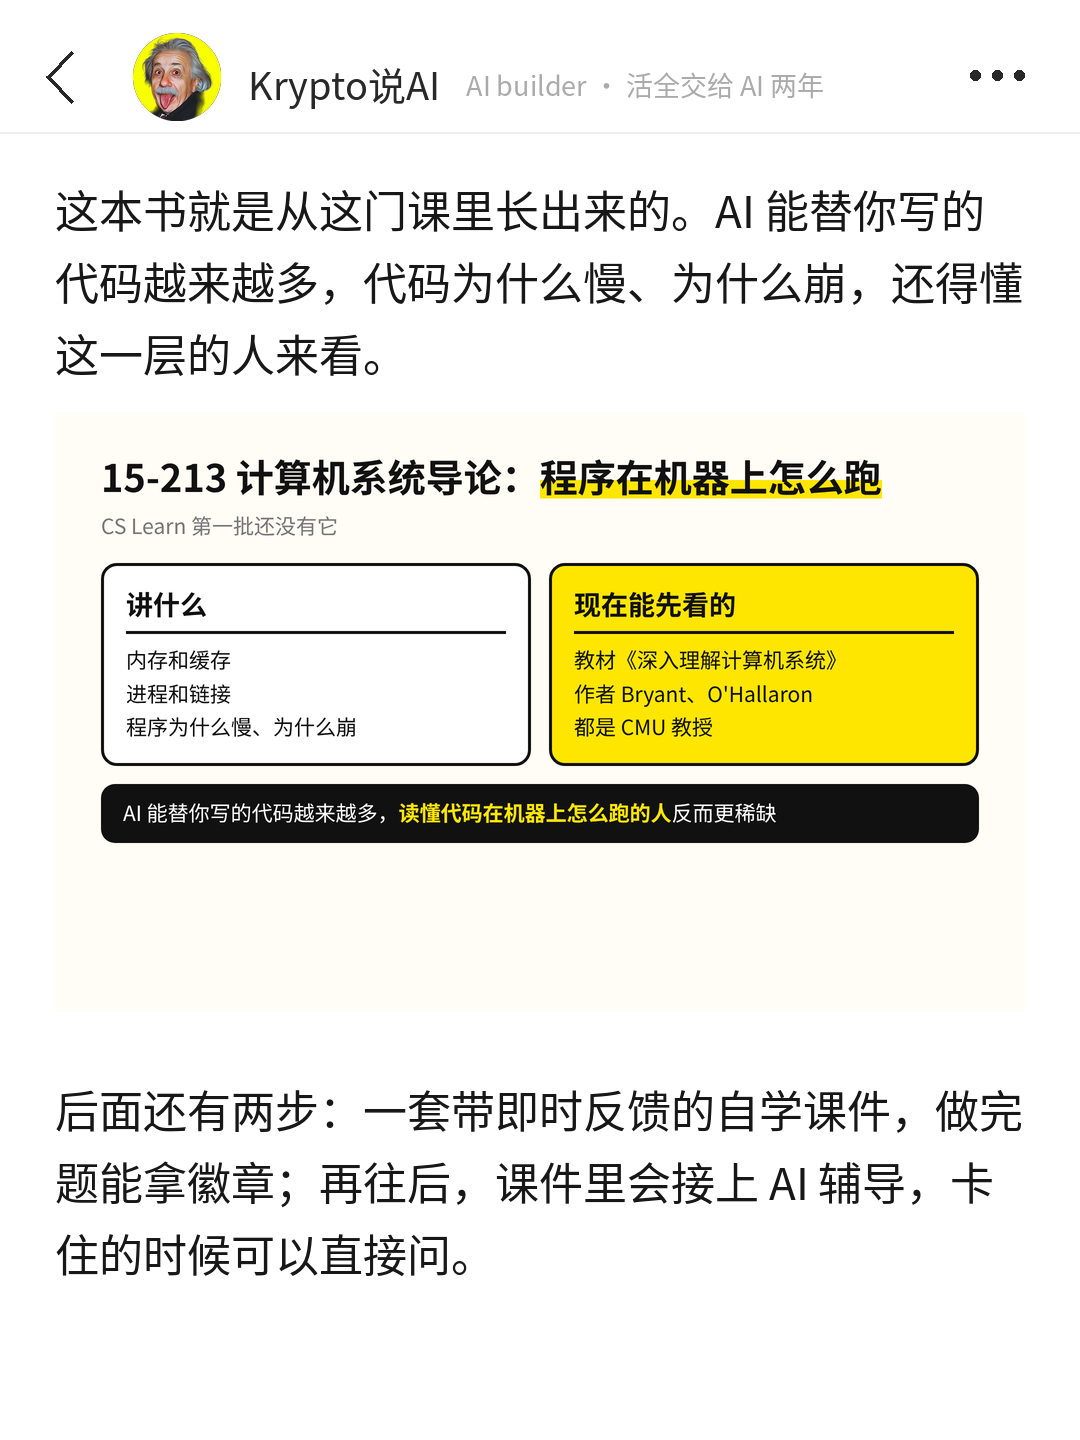 Krypto说AI AI builder · 活全交给 AI 两年
这本书就是从这门课里长出来的。AI 能替你写的
代码越来越多，代码为什么慢、为什么崩，还得懂
这一层的人来看。
15-213 计算机系统导论：程序在机器上怎么跑
CS Learn 第一批还没有它
讲什么
内存和缓存
进程和链接
程序为什么慢、为什么崩
现在能先看的
教材《深入理解计算机系统》
作者 Bryant、O'Hallaron
都是 CMU 教授
AI 能替你写的代码越来越多，读懂代码在机器上怎么跑的人反而更稀缺
后面还有两步：一套带即时反馈的自学课件，做完
题能拿徽章；再往后，课件里会接上 AI 辅导，卡
住的时候可以直接问。